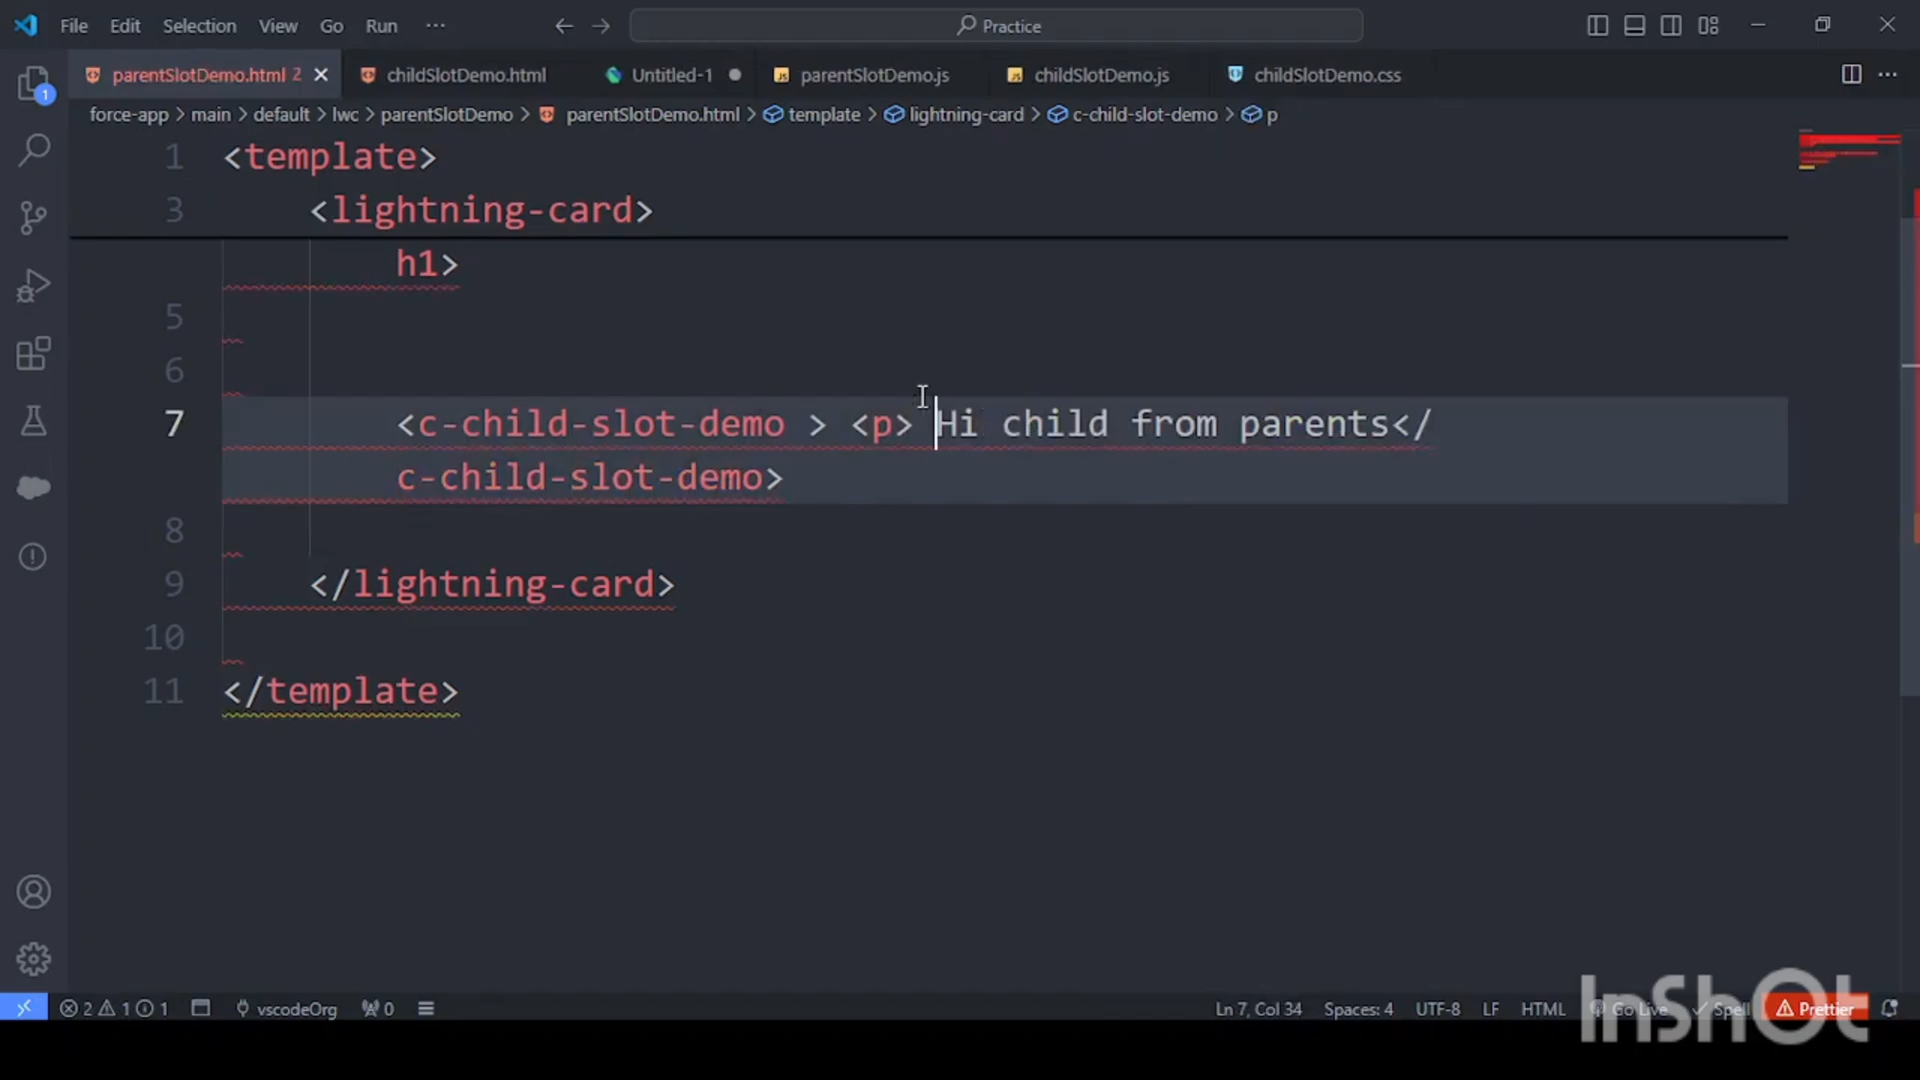 File Edit Selection View Go Run ··· Practice
parentSlotDemo.html 2 childSlotDemo.html Untitled-1 parentSlotDemo.js childSlotDemo.js childSlotDemo.css
force-app > main > default > lwc > parentSlotDemo > parentSlotDemo.html > template > lightning-card > c-child-slot-demo > p
1 <template>
3 <lightning-card>
h1>
5
6
7 <c-child-slot-demo > <p> Hi child from parents</
c-child-slot-demo>
8
9 </lightning-card>
10
11 </template>
1
2 1 1 vscodeOrg 0 Ln 7, Col 34 Spaces: 4 UTF-8 LF HTML Go Live Spell Prettier
InShOt